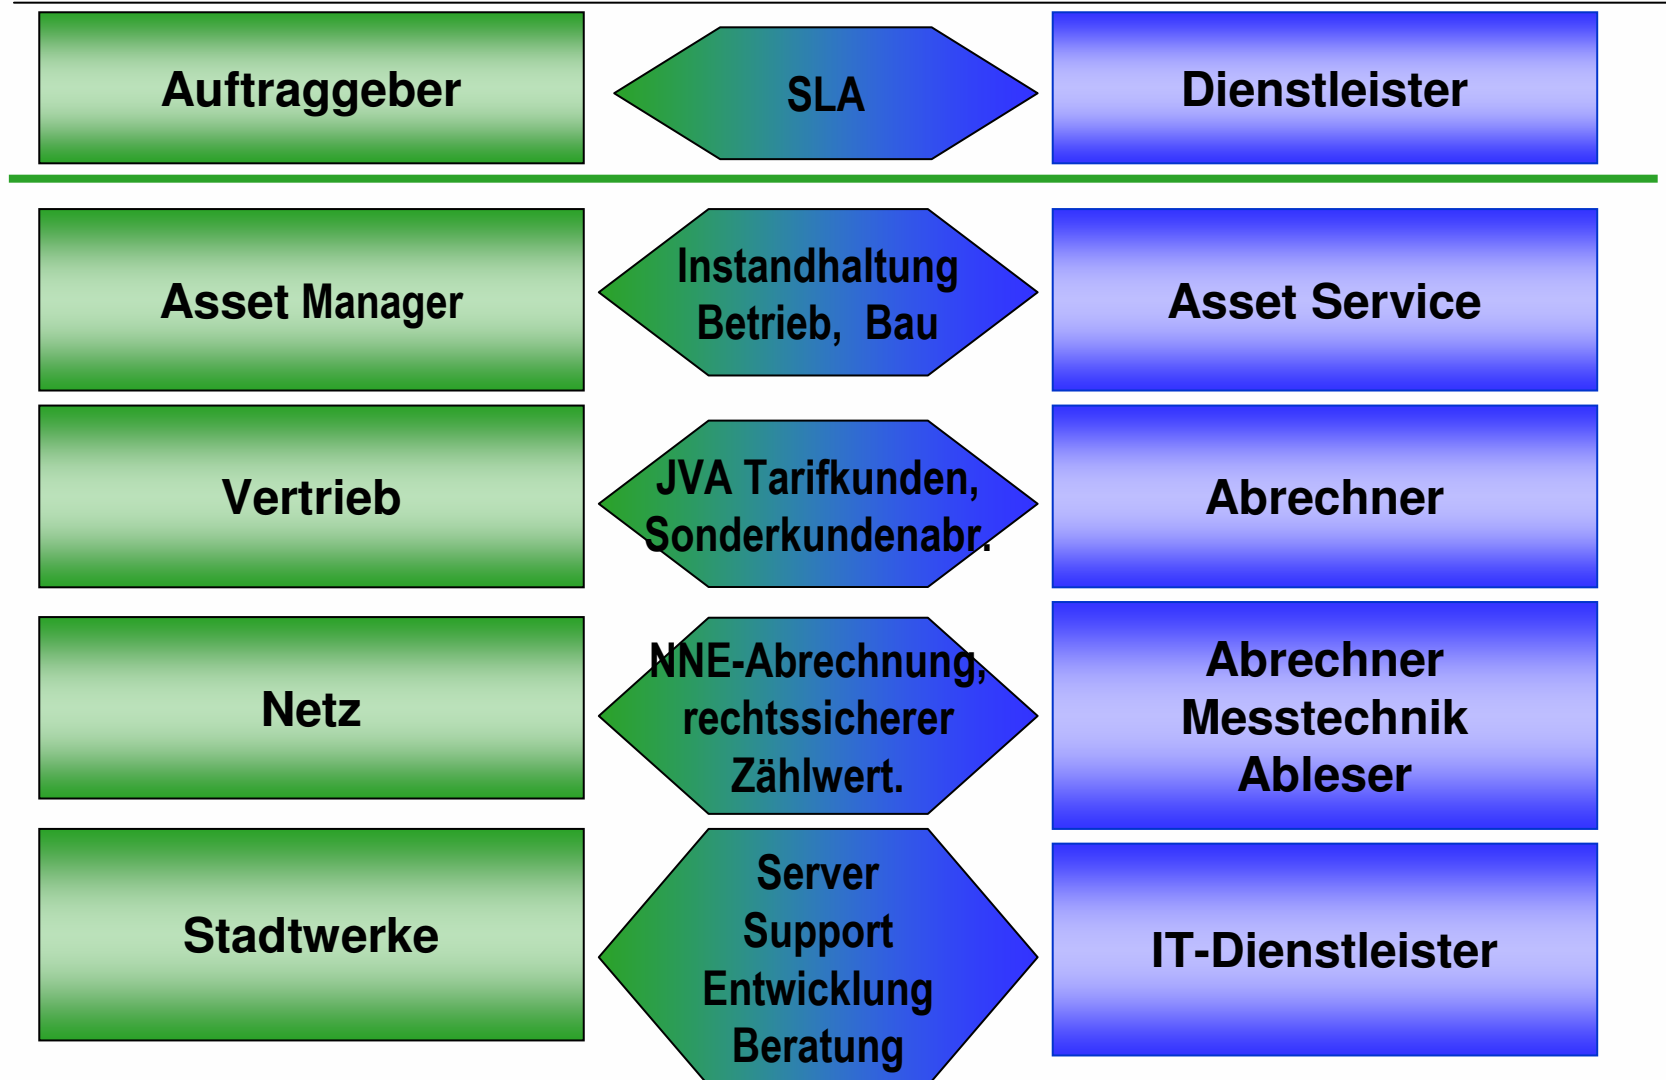 Auftraggeber
SLA
Dienstleister
Asset Manager
Instandhaltung
Betrieb, Bau
Asset Service
Vertrieb
JVA Tarifkunden,
Sonderkundenabr.
Abrechner
Netz
NNE-Abrechnung,
rechtssicherer
Zählwert.
Abrechner
Messtechnik
Ableser
Stadtwerke
Server
Support
Entwicklung
Beratung
IT-Dienstleister